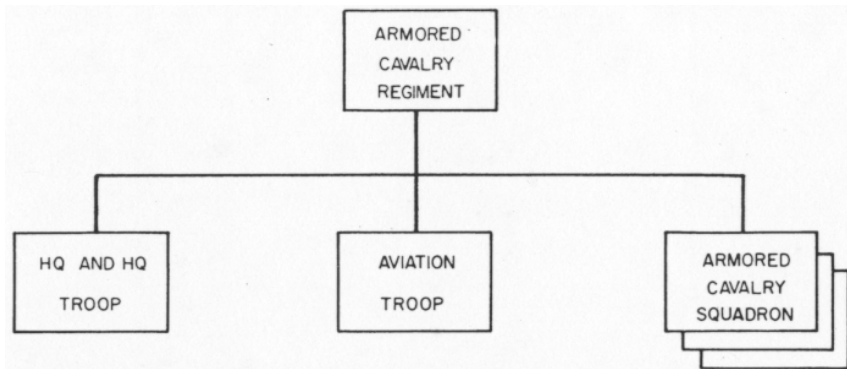 ARMORED
CAVALRY
REGIMENT
HQ AND HQ
TROOP
AVIATION
TROOP
ARMORED
CAVALRY
SQUADRON